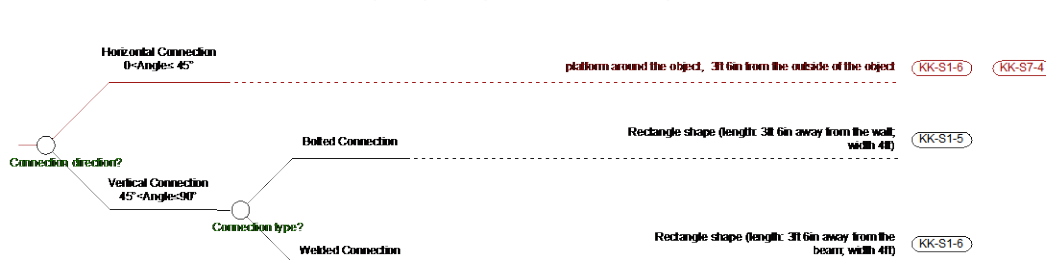 Horizontal Connection
0<Angle< 45°
platform around the object, 3ft 6in from the outside of the object
KK-S1-6
KK-S7-4
Connection direction?
Bolted Connection
Rectangle shape (length: 3ft 6in away from the wall;
width 4ft)
KK-S1-5
Vertical Connection
45°<Angle<90°
Connection type?
Welded Connection
Rectangle shape (length: 3ft 6in away from the
beam; width 4ft)
KK-S1-6